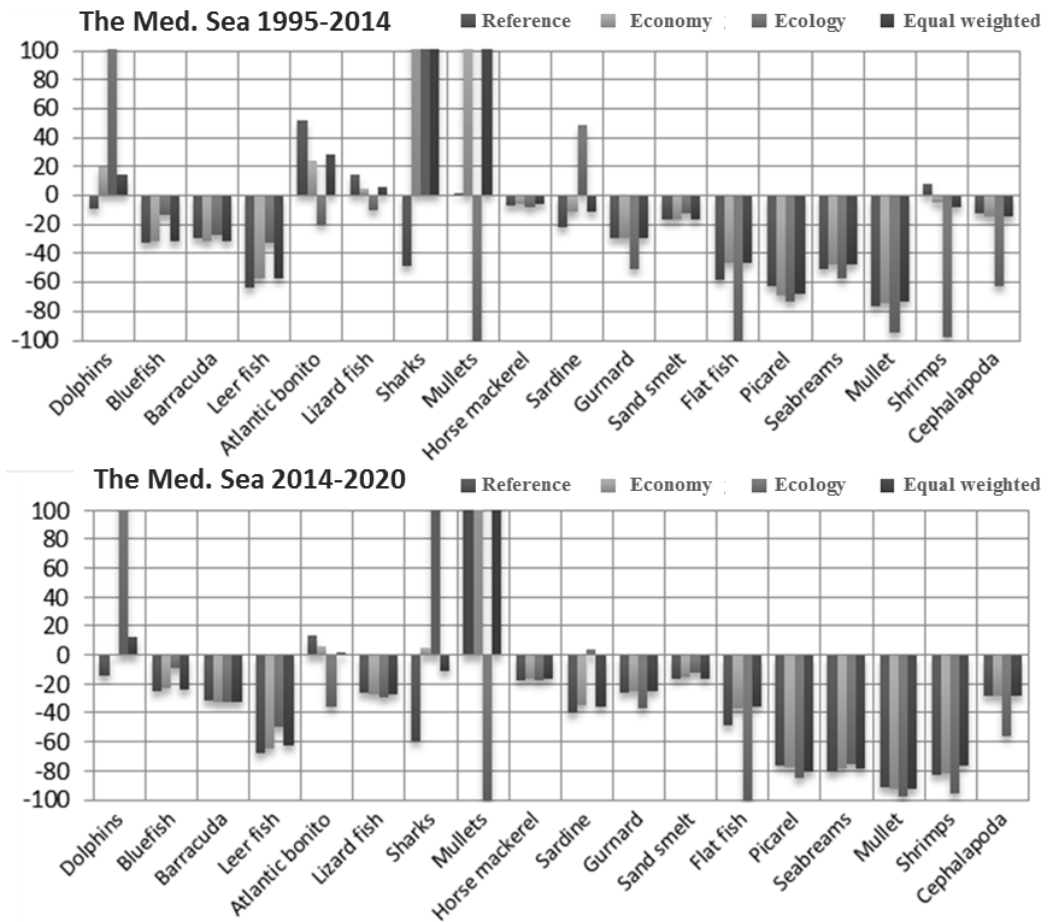 The Med. Sea 1995-2014
Reference Economy Ecology Equal weighted
100
80
60
40
20
0
-20
-40
-60
-80
-100
Dolphins
Bluefish
Barracuda
Leer fish
Atlantic bonito
Lizard fish
Sharks
Mullets
Horse mackerel
Sardine
Gurnard
Sand smelt
Flat fish
Picarel
Seabreams
Mullet
Shrimps
Cephalapoda
The Med. Sea 2014-2020
Reference Economy Ecology Equal weighted
100
80
60
40
20
0
-20
-40
-60
-80
-100
Dolphins
Bluefish
Barracuda
Leer fish
Atlantic bonito
Lizard fish
Sharks
Mullets
Horse mackerel
Sardine
Gurnard
Sand smelt
Flat fish
Picarel
Seabreams
Mullet
Shrimps
Cephalapoda